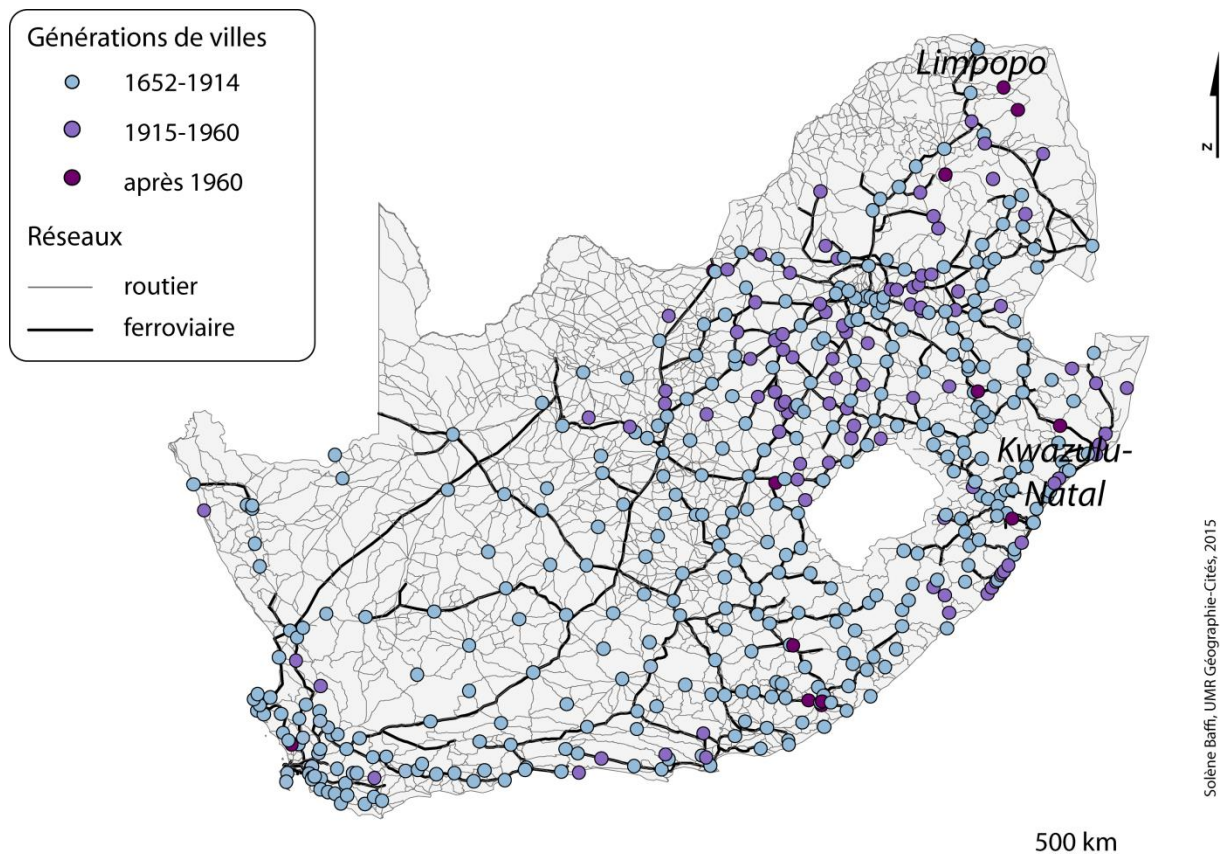 Générations de villes
1652-1914
1915-1960
après 1960
Réseaux
routier
ferroviaire
Limpopo
N
Kwazulu-
Natal
Solène Baffi, UMR Géographie-Cités, 2015
500 km